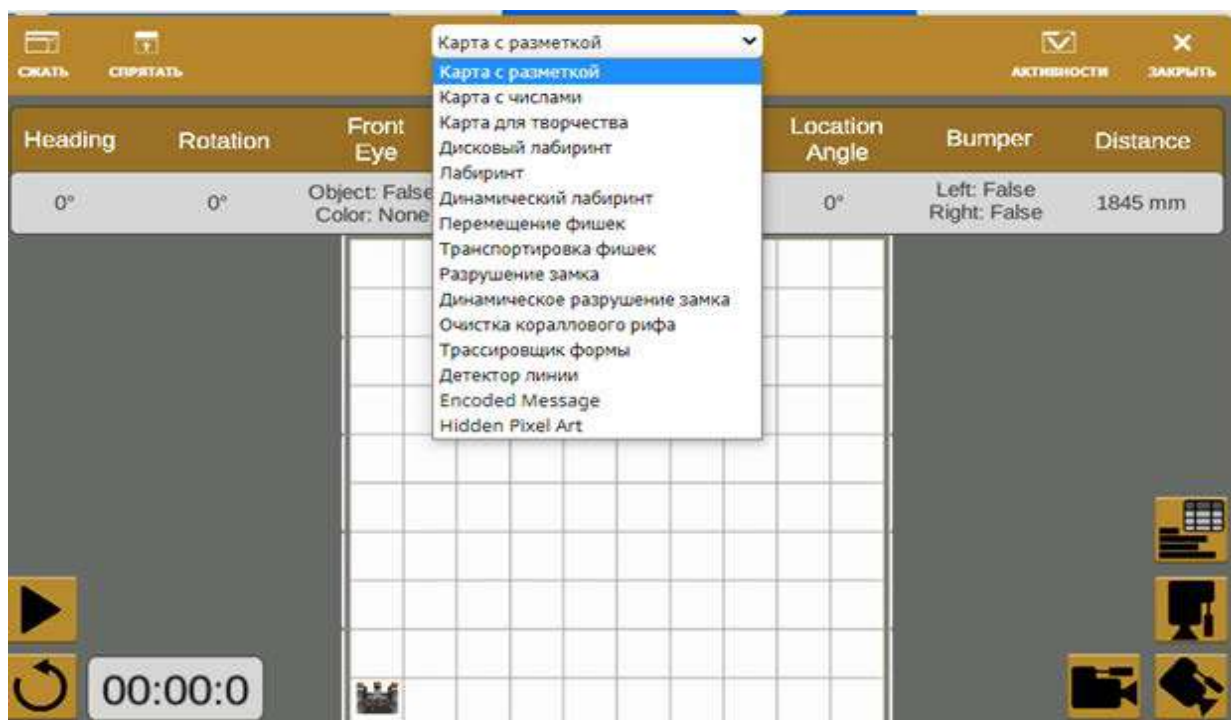 Карта с разметкой
СЖАТЬ СПРЯТАТЬ АКТИВНОСТИ ЗАКРЫТЬ
Карта с разметкой
Карта с числами
Карта для творчества
Дисковый лабиринт
Лабиринт
Динамический лабиринт
Перемещение фишек
Транспортировка фишек
Разрушение замка
Динамическое разрушение замка
Очистка кораллового рифа
Трассировщик формы
Детектор линии
Encoded Message
Hidden Pixel Art
Heading Rotation Front Eye Location Angle Bumper Distance
0° 0° Object: False 0° Left: False 1845 mm
Color: None Right: False
00:00:0